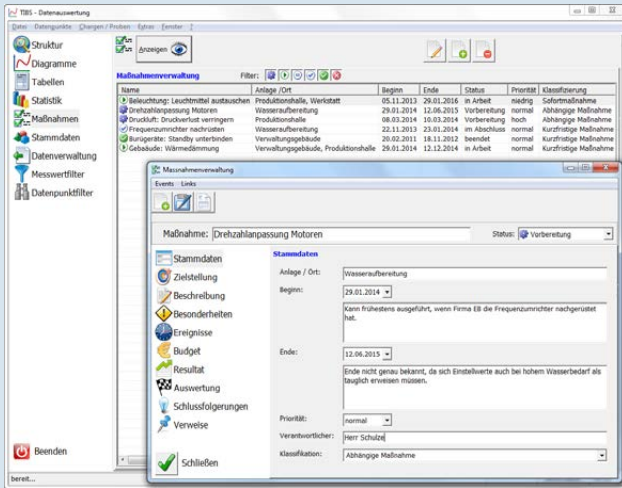 TIBS - Datenauswertung
Datei Datenpunkte Chargen / Proben Extras Fenster ?
Struktur
Diagramme
Tabellen
Statistik
Maßnahmen
Stammdaten
Datenverwaltung
Messwertfilter
Datenpunktfilter
Beenden
bereit...
Anzeigen
Maßnahmenverwaltung Filter:
Name Anlage /Ort Beginn Ende Status Priorität Klassifizierung
Beleuchtung: Leuchtmittel austauschen Produktionshalle, Werkstatt 05.11.2013 29.01.2016 in Arbeit niedrig Sofortmaßnahme
Drehzahlanpassung Motoren Wasseraufbereitung 29.01.2014 12.06.2015 Vorbereitung normal Abhängige Maßnahme
Druckluft: Druckverlust verringern Produktionshalle 08.03.2014 10.03.2014 Vorbereitung hoch Abhängige Maßnahme
Frequenzumrichter nachrüsten Wasseraufbereitung 22.11.2013 23.01.2014 im Abschluss normal Kurzfristige Maßnahme
Bürgeräte: Standby unterbinden Verwaltungsgebäude 20.02.2011 18.11.2012 beendet normal Kurzfristige Maßnahme
Gebäude: Wärmedämmung Verwaltungsgebäude, Produktionshalle 29.01.2014 12.12.2014 in Arbeit normal Kurzfristige Maßnahme
Massnahmenverwaltung
Events Links
Maßnahme: Drehzahlanpassung Motoren Status: Vorbereitung
Stammdaten
Zielstellung
Beschreibung
Besonderheiten
Ereignisse
Budget
Resultat
Auswertung
Schlussfolgerungen
Verweise
Schließen
Stammdaten
Anlage / Ort: Wasseraufbereitung
Beginn: 29.01.2014
Kann frühestens ausgeführt, wenn Firma EB die Frequenzumrichter nachgerüstet
hat.
Ende: 12.06.2015
Ende nicht genau bekannt, da sich Einstellwerte auch bei hohem Wasserbedarf als
tauglich erweisen müssen.
Priorität: normal
Verantwortlicher: Herr Schulze
Klassifikation: Abhängige Maßnahme